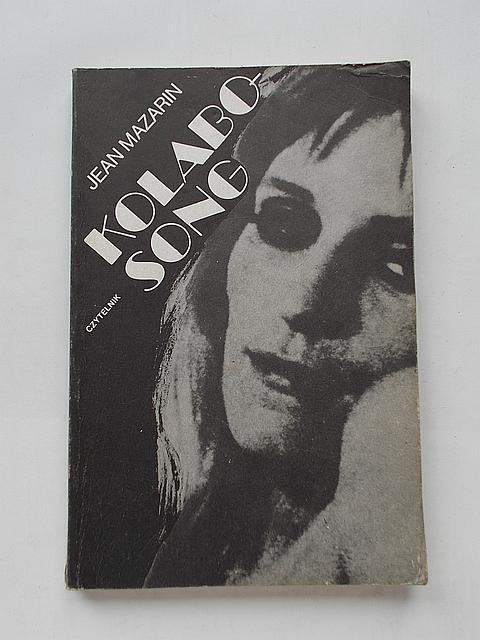 JEAN MAZARIN
KOLABO-
SONG
CZYTELNIK